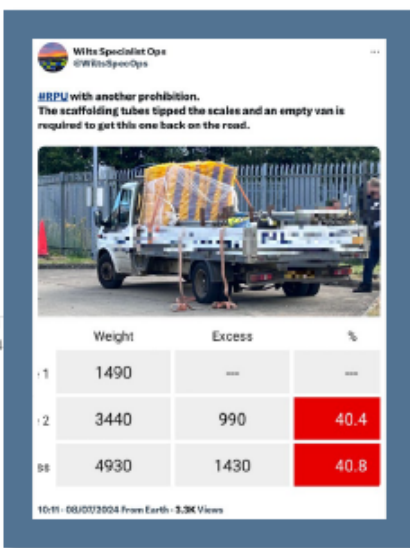 Wilts Specialist Ops
@WiltsSpecOps
#RPU with another prohibition.
The scaffolding tubes tipped the scales and an empty van is
required to get this one back on the road.
Weight Excess %
1 1490 --- ---
2 3440 990 40.4
ss 4930 1430 40.8
10:11 · 08/07/2024 From Earth · 3.3K Views